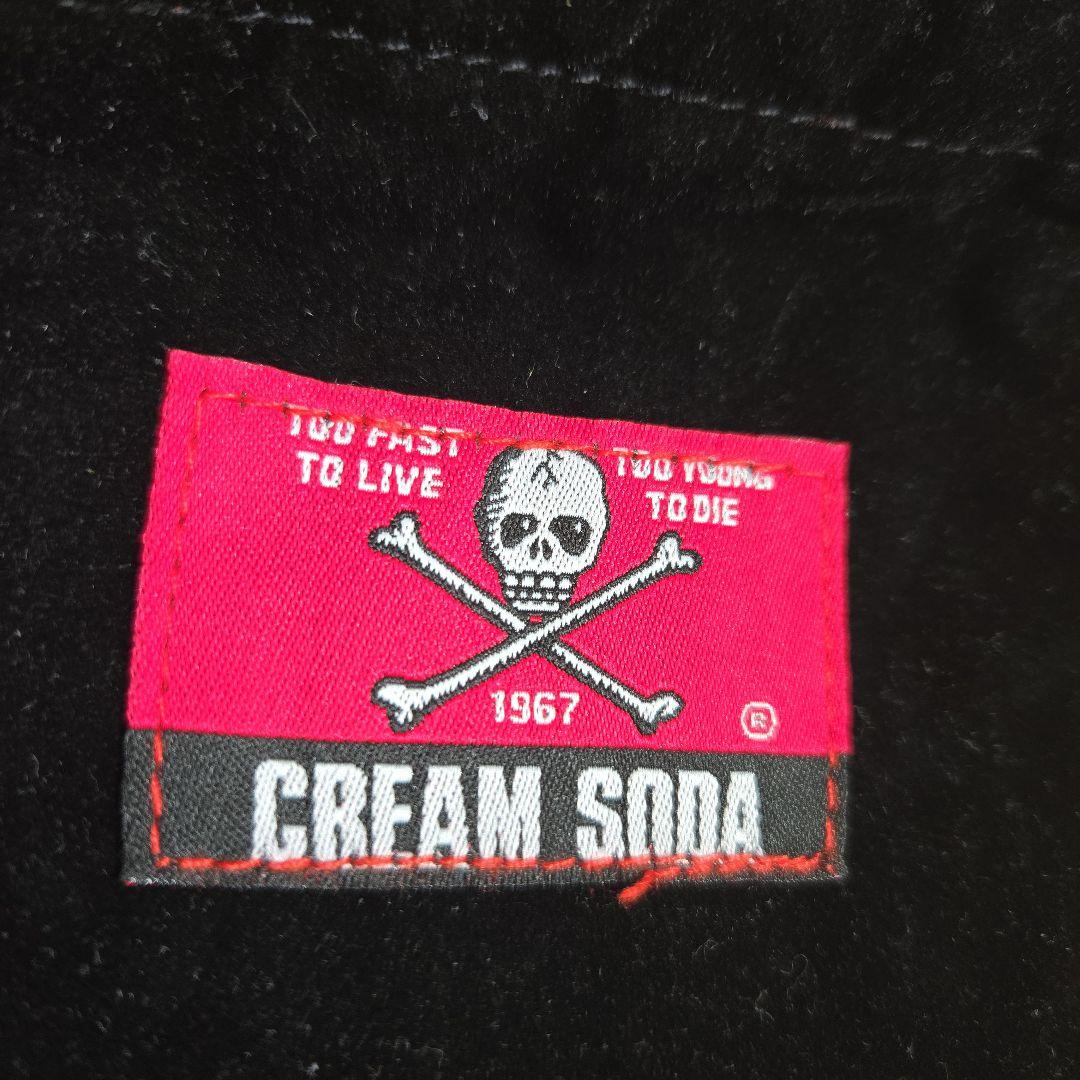 TOO FAST
TO LIVE
TOO YOUNG
TO DIE
1967
®
CREAM SODA